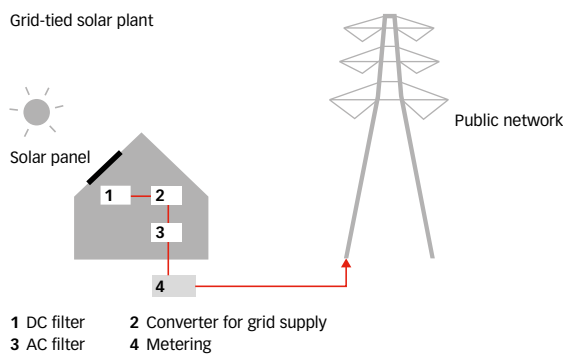 Grid-tied solar plant
Public network
Solar panel
1 2
3
4
1 DC filter 2 Converter for grid supply
3 AC filter 4 Metering